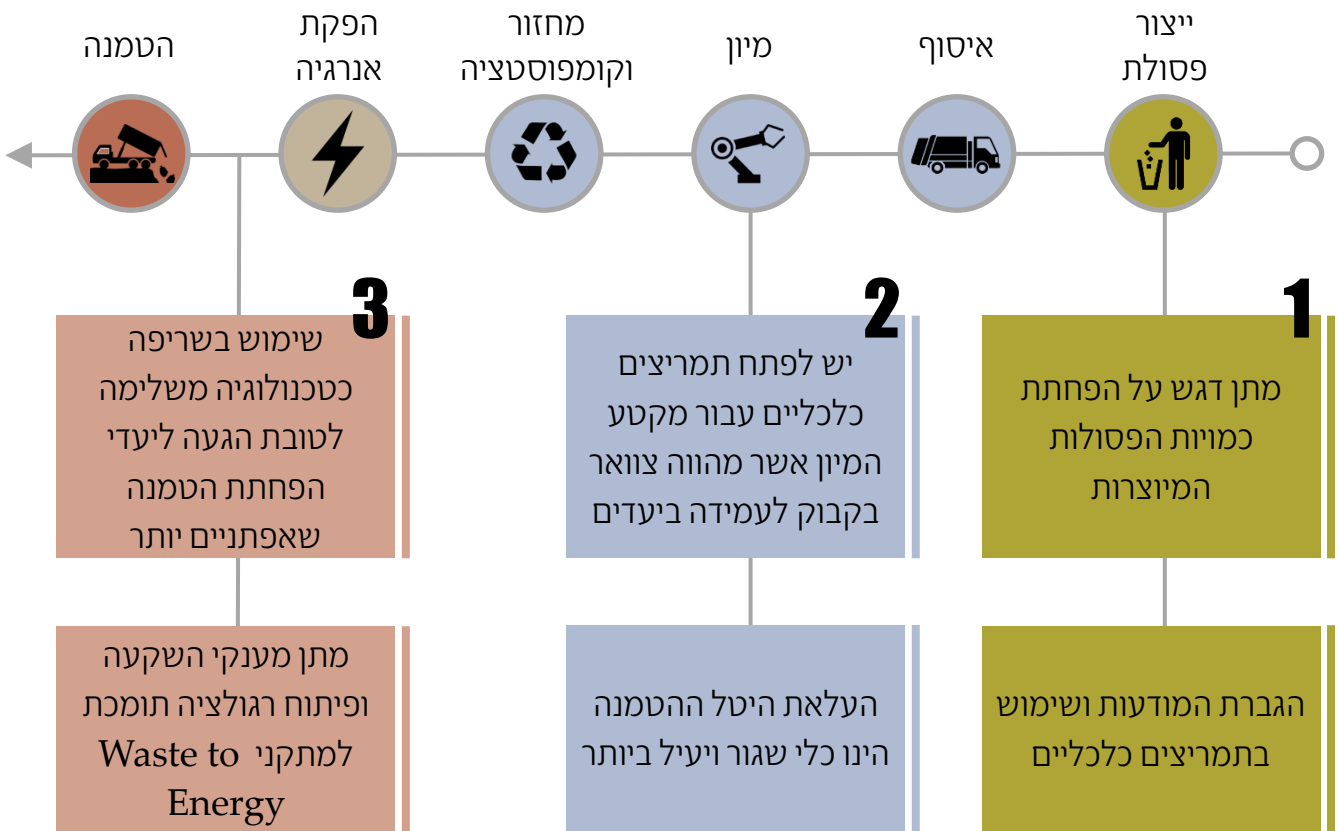 ייצור
פסולת
איסוף
מיון
מחזור
וקומפוסטציה
הפקת
אנרגיה
הטמנה
1
מתן דגש על הפחתת
כמויות הפסולות
המיוצרות
הגברת המודעות ושימוש
בתמריצים כלכליים
2
יש לפתח תמריצים
כלכליים עבור מקטע
המיון אשר מהווה צוואר
בקבוק לעמידה ביעדים
העלאת היטל ההטמנה
הינו כלי שגור ויעיל ביותר
3
שימוש בשריפה
כטכנולוגיה משלימה
לטובת הגעה ליעדי
הפחתת הטמנה
שאפתניים יותר
מתן מענקי השקעה
ופיתוח רגולציה תומכת
למתקני Waste to
Energy